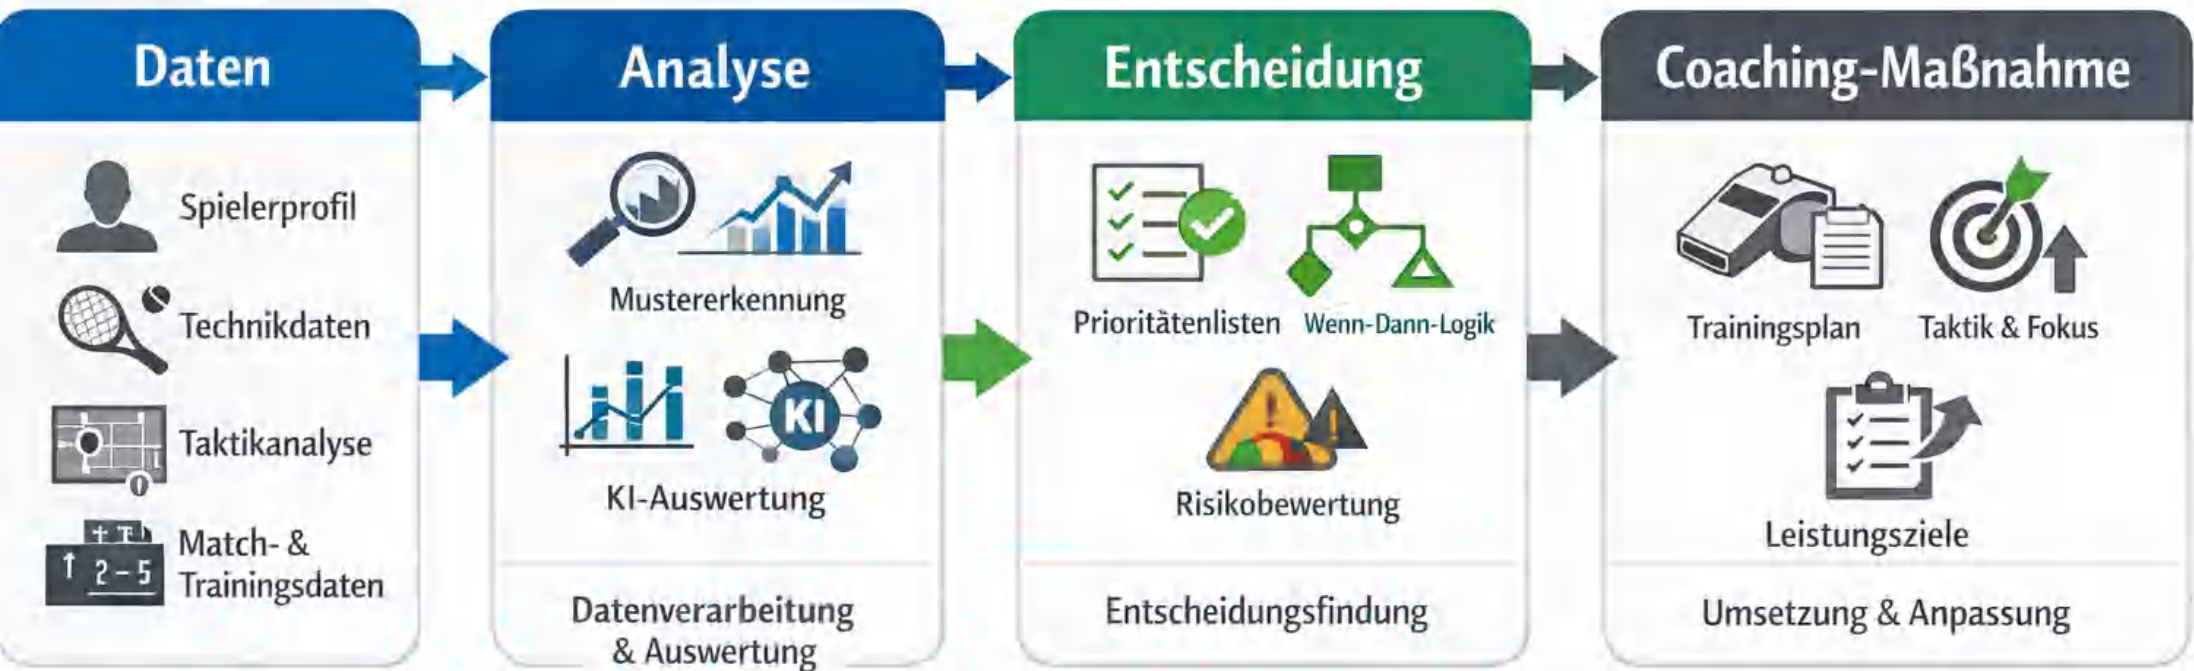 Daten
Spielerprofil
Technikdaten
Taktikanalyse
Match- &
Trainingsdaten
2-5
Analyse
Mustererkennung
KI
KI-Auswertung
Datenverarbeitung
& Auswertung
Entscheidung
Prioritätenlisten
Wenn-Dann-Logik
Risikobewertung
Entscheidungsfindung
Coaching-Maßnahme
Trainingsplan
Taktik & Fokus
Leistungsziele
Umsetzung & Anpassung